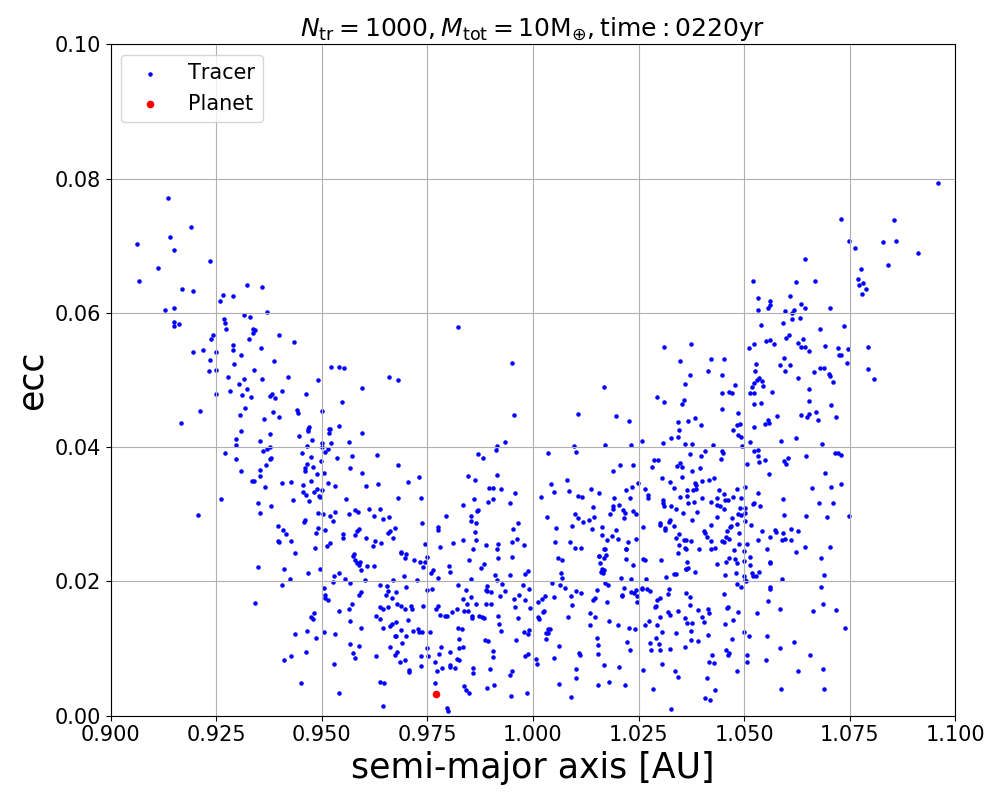 N_tr = 1000, M_tot = 10M_⊕, time : 0220yr
Tracer
Planet
0.10
0.08
0.06
0.04
0.02
0.00
ecc
0.900 0.925 0.950 0.975 1.000 1.025 1.050 1.075 1.100
semi-major axis [AU]